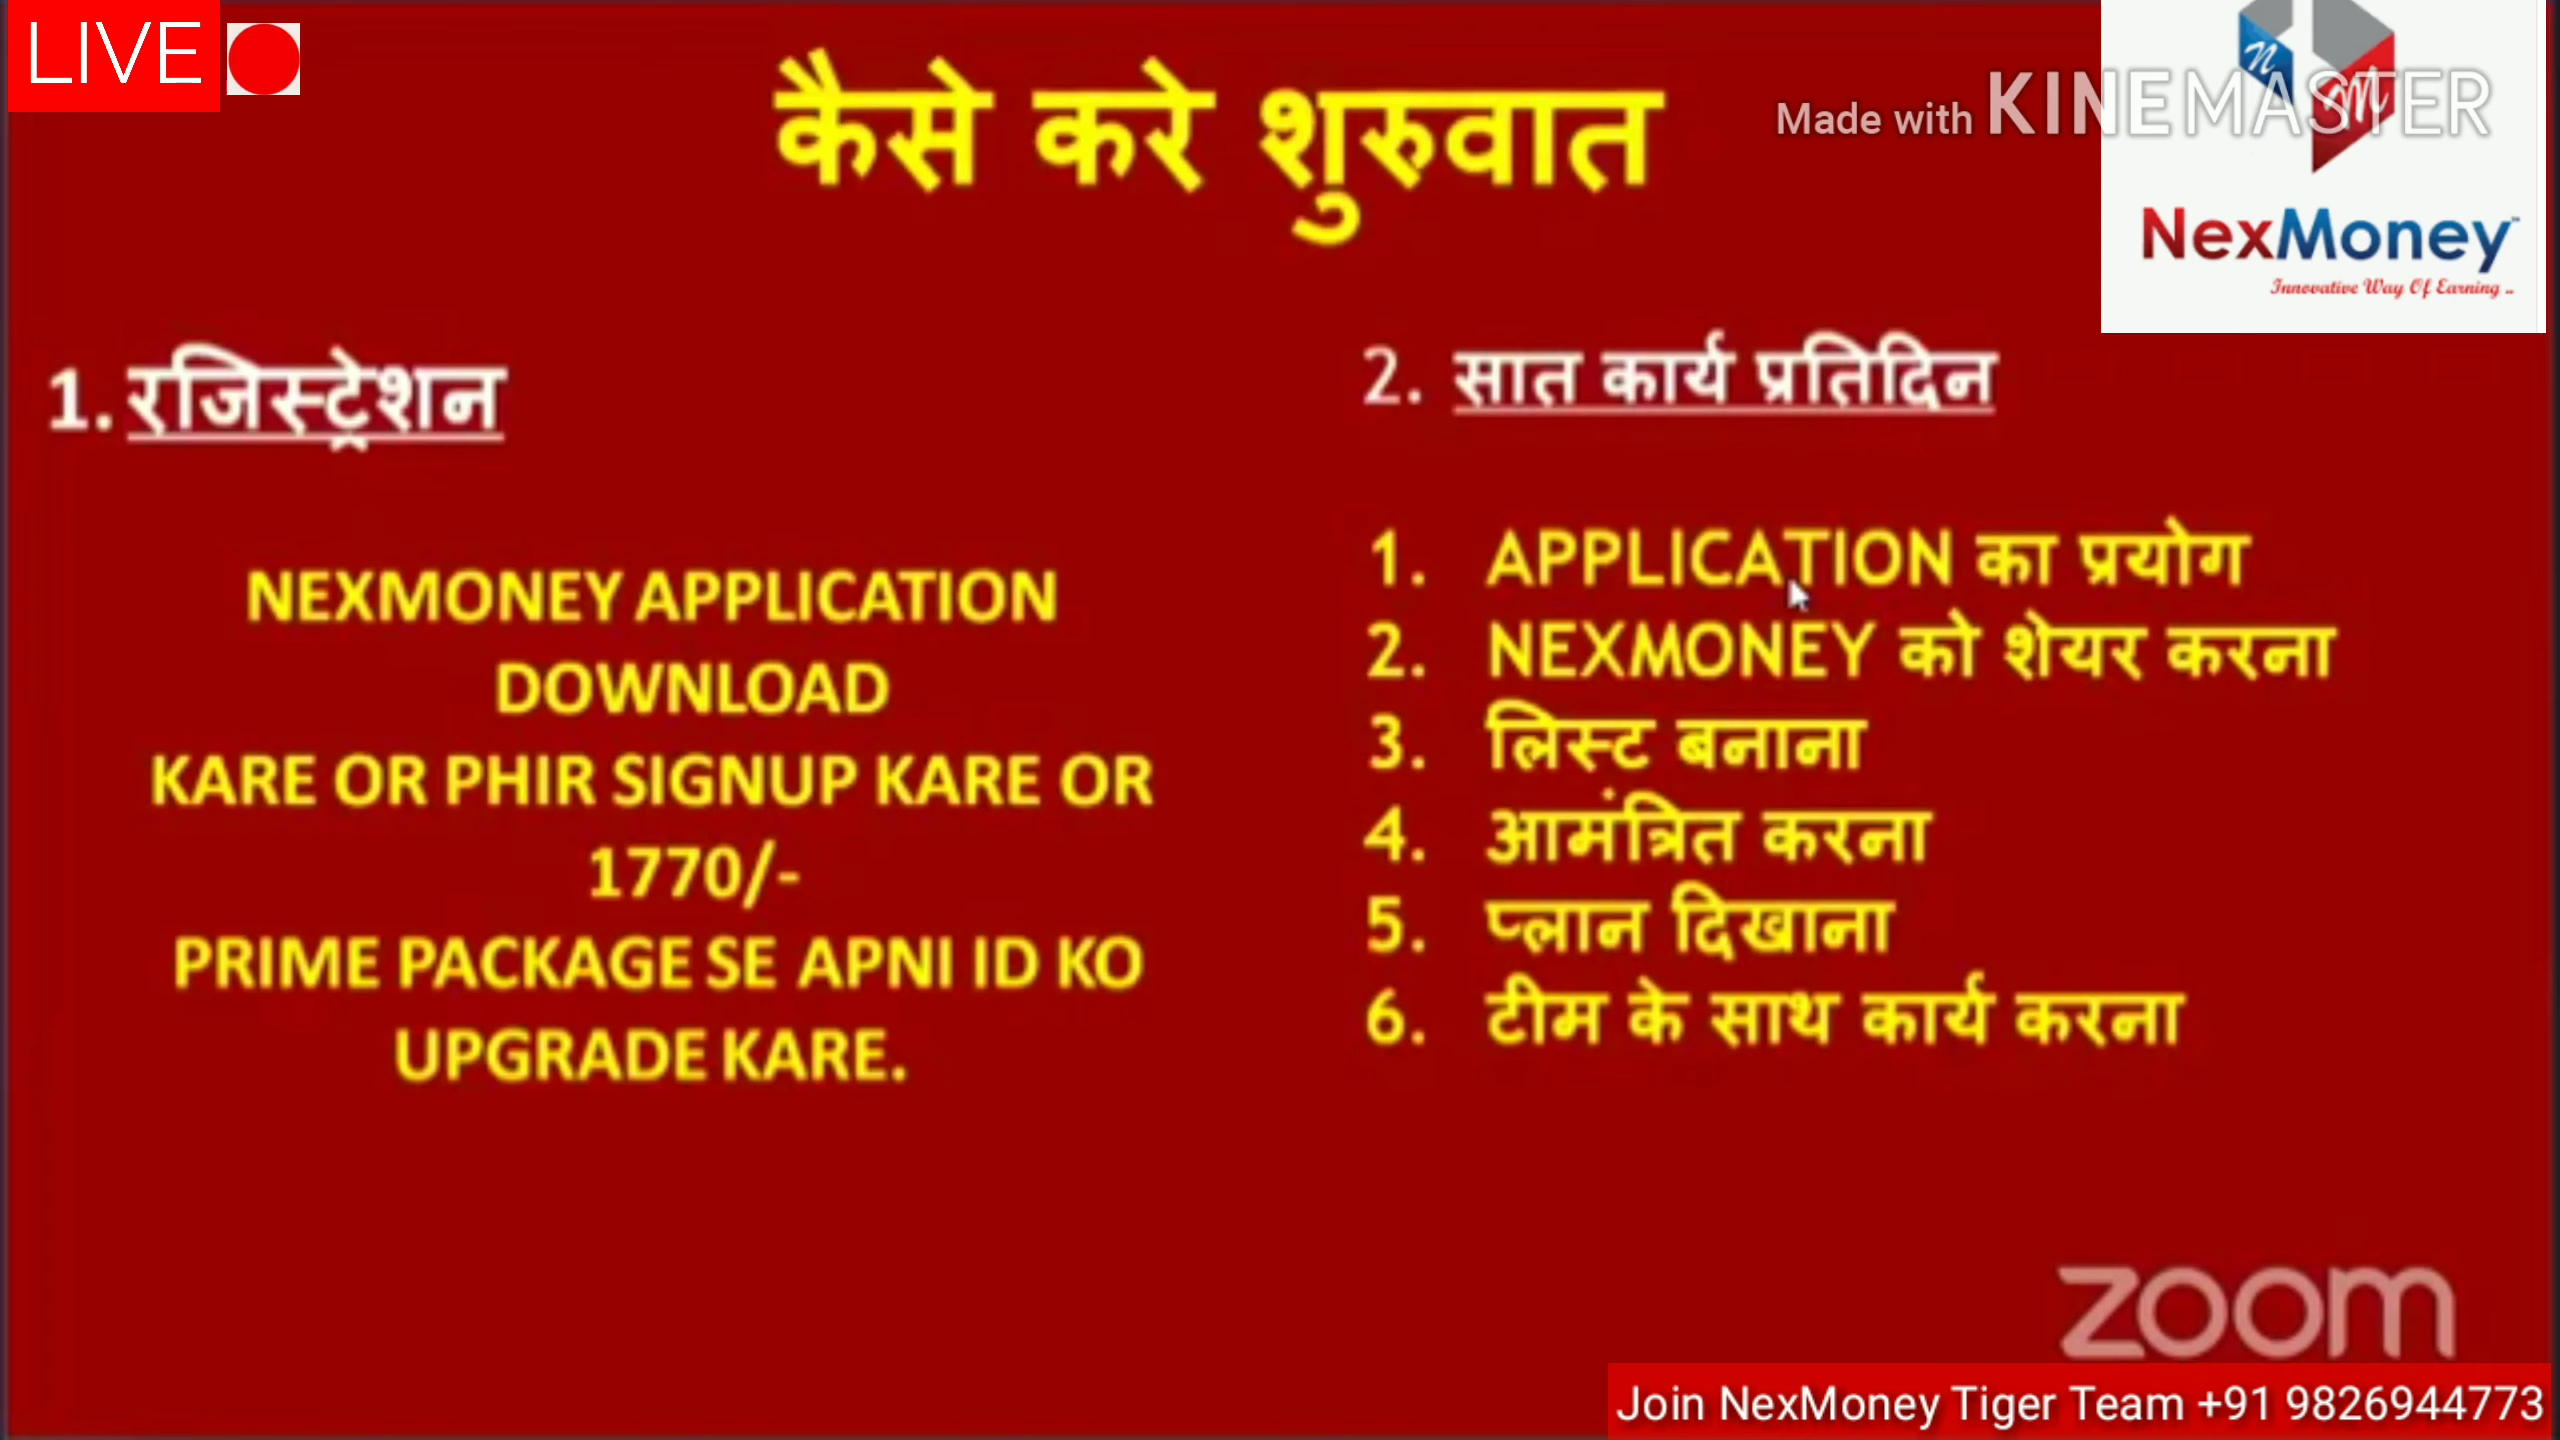 LIVE
Made with KINEMASTER
NexMoney
Innovative Way Of Earning ..
कैसे करे शुरुवात
1. रजिस्ट्रेशन
NEXMONEY APPLICATION
DOWNLOAD
KARE OR PHIR SIGNUP KARE OR
1770/-
PRIME PACKAGE SE APNI ID KO
UPGRADE KARE.
2. सात कार्य प्रतिदिन
1. APPLICATION का प्रयोग
2. NEXMONEY को शेयर करना
3. लिस्ट बनाना
4. आमंत्रित करना
5. प्लान दिखाना
6. टीम के साथ कार्य करना
zoom
Join NexMoney Tiger Team +91 9826944773